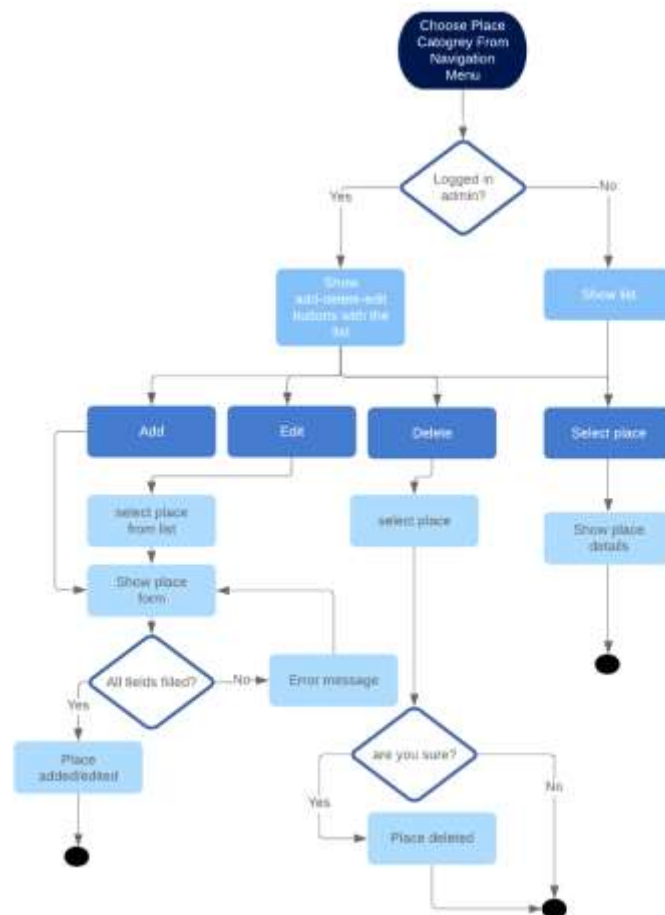 Choose Place
Catogrey From
Navigation
Menu
Logged in
admin?
Yes
No
Show
add-delete-edit
buttons with the
list
Show list
Add
Edit
Delete
Select place
select place
from list
select place
Show place
details
Show place
form
All fields filled?
No
Error message
Yes
Place
added/edited
are you sure?
Yes
No
Place deleted